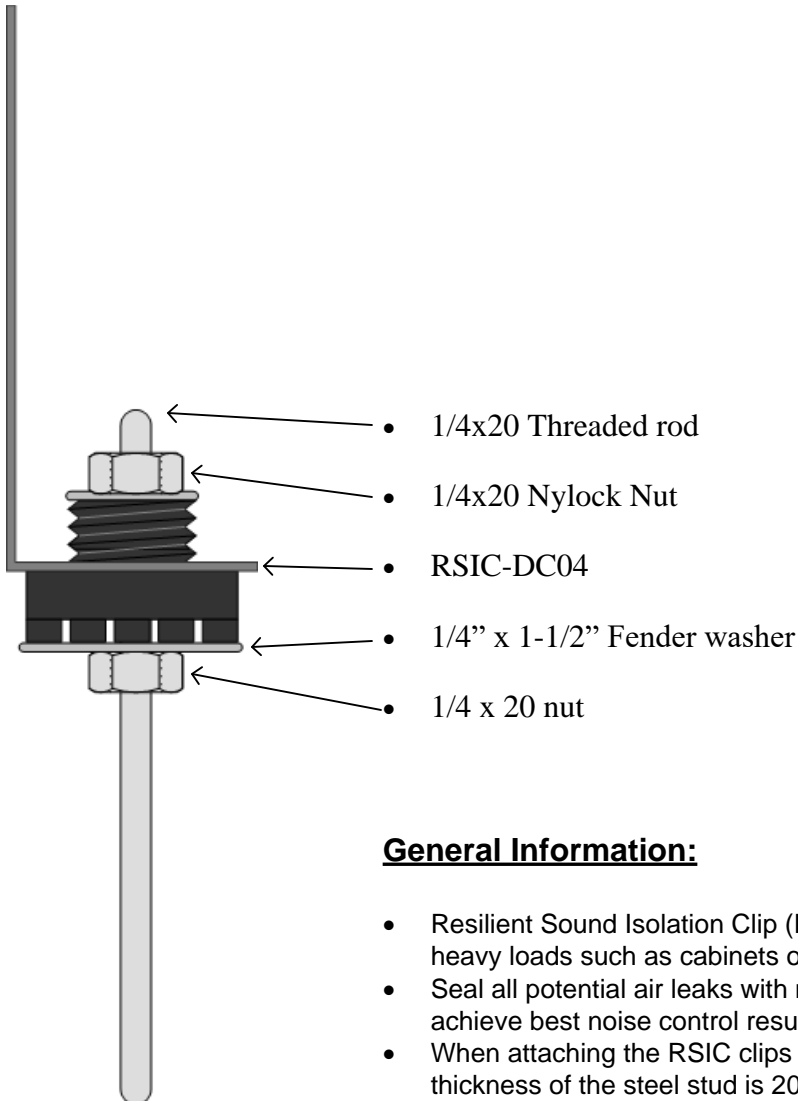 • 1/4x20 Threaded rod
• 1/4x20 Nylock Nut
• RSIC-DC04
• 1/4” x 1-1/2” Fender washer
• 1/4 x 20 nut
General Information:
• Resilient Sound Isolation Clip (
heavy loads such as cabinets
• Seal all potential air leaks with
achieve best noise control
• When attaching the RSIC clips
thickness of the steel stud is 20